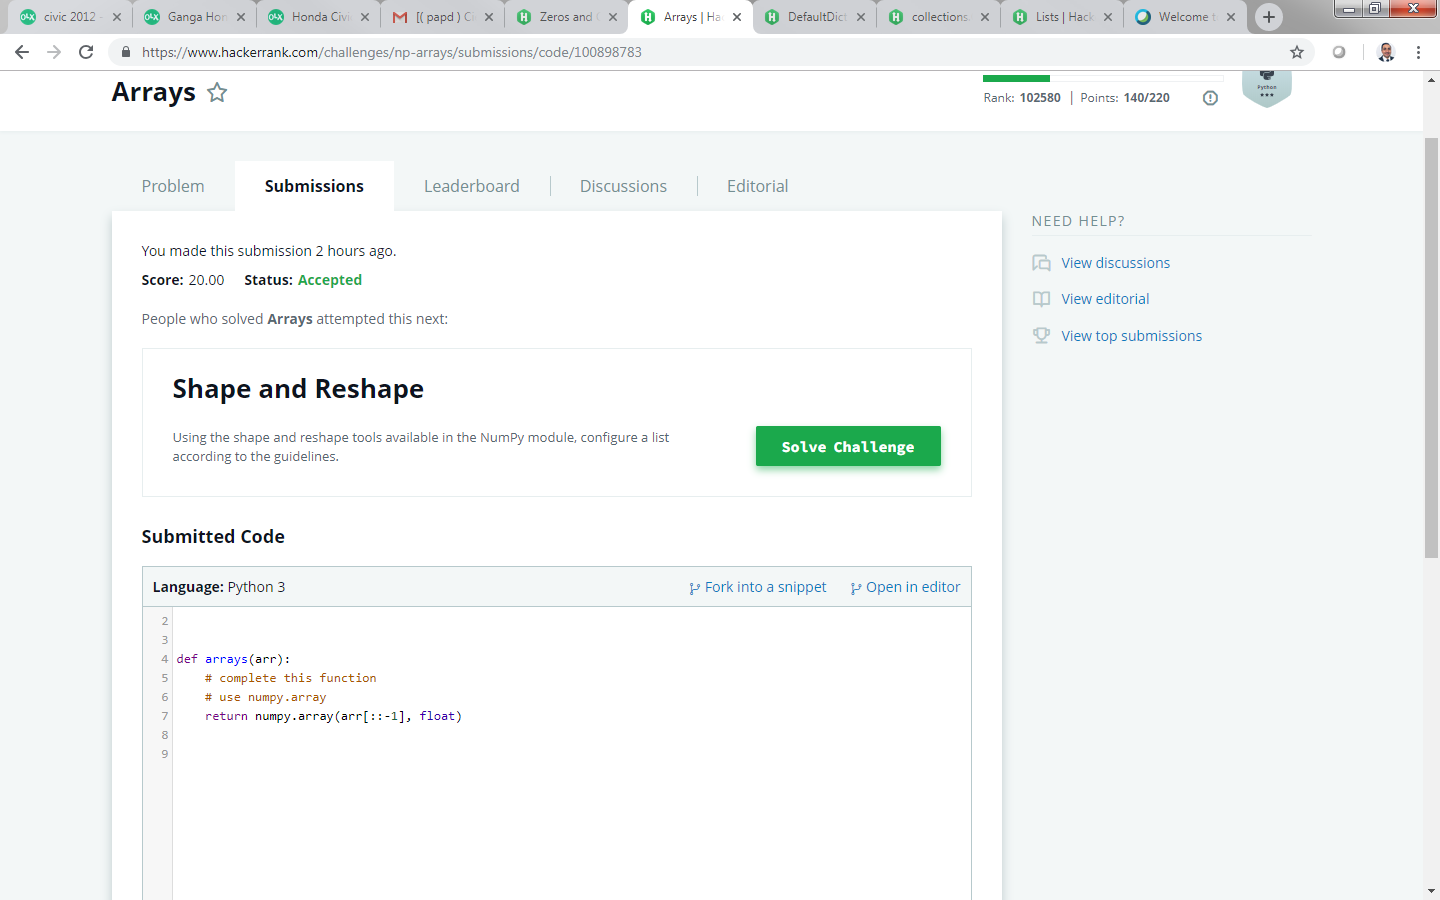 civic 2012
Ganga Hon
Honda Civi
[( papd ) Ci
Zeros and
Arrays | Ha
DefaultDict
collections.
Lists | Hack
Welcome t
https://www.hackerrank.com/challenges/np-arrays/submissions/code/100898783
Arrays
Rank: 102580 | Points: 140/220
Python
Problem
Submissions
Leaderboard
Discussions
Editorial
NEED HELP?
View discussions
View editorial
View top submissions
You made this submission 2 hours ago.
Score: 20.00 Status: Accepted
People who solved Arrays attempted this next:
Shape and Reshape
Using the shape and reshape tools available in the NumPy module, configure a list
according to the guidelines.
Solve Challenge
Submitted Code
Language: Python 3
Fork into a snippet
Open in editor
2
3
4 def arrays(arr):
5 # complete this function
6 # use numpy.array
7 return numpy.array(arr[::-1], float)
8
9